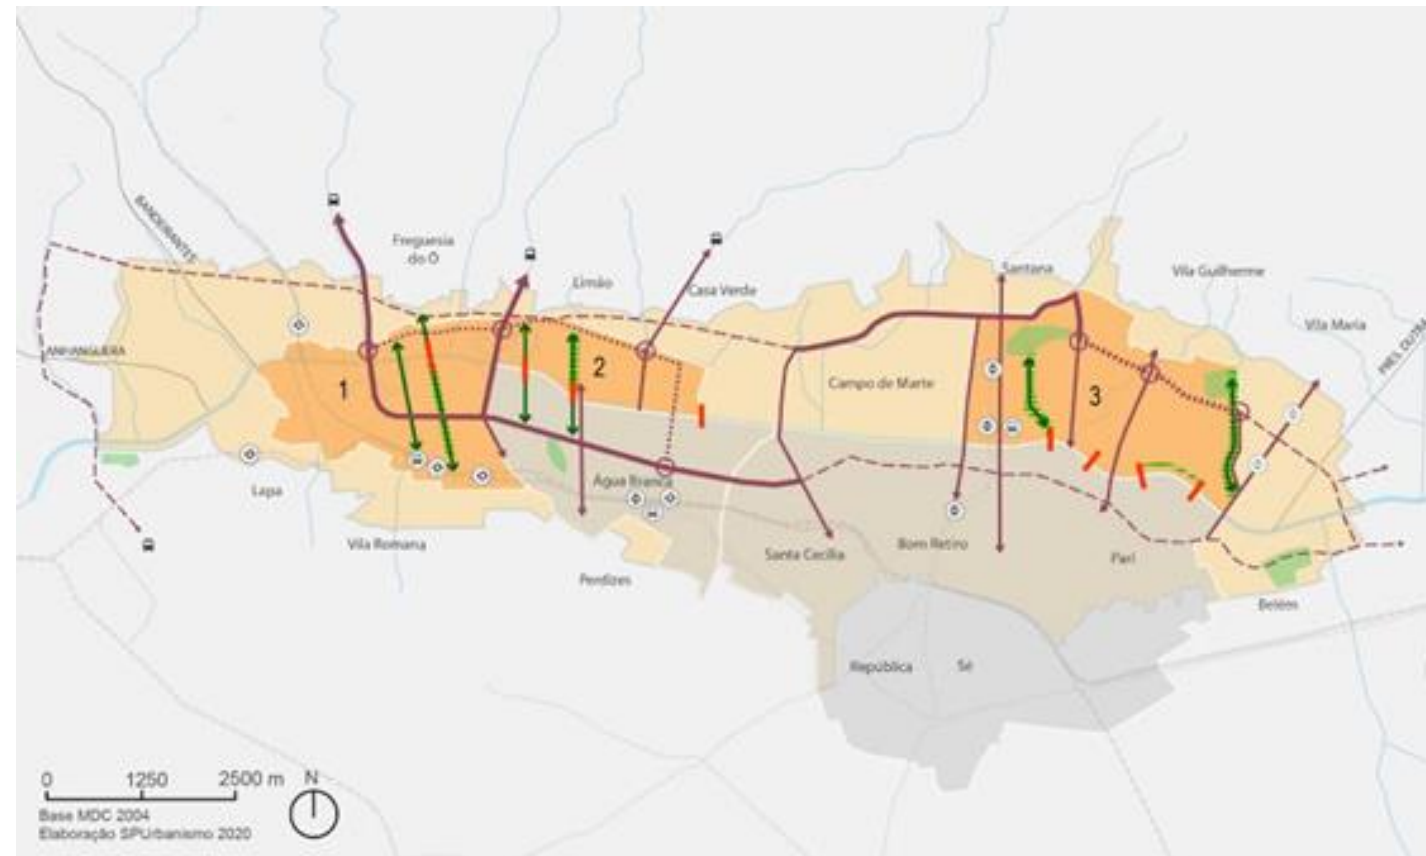 BANDEIRANTES
Freguesia
do Ó
Limão
Casa Verde
Santana
Vila Guilherme
Vila Maria
ANHANGUERA
1
2
Campo de Marte
3
Lapa
Água Branca
Vila Romana
Santa Cecília
Bom Retiro
Pari
Perdizes
Belém
República
Sé
0 1250 2500 m N
Base MDC 2004
Elaboração SPUrbanismo 2020